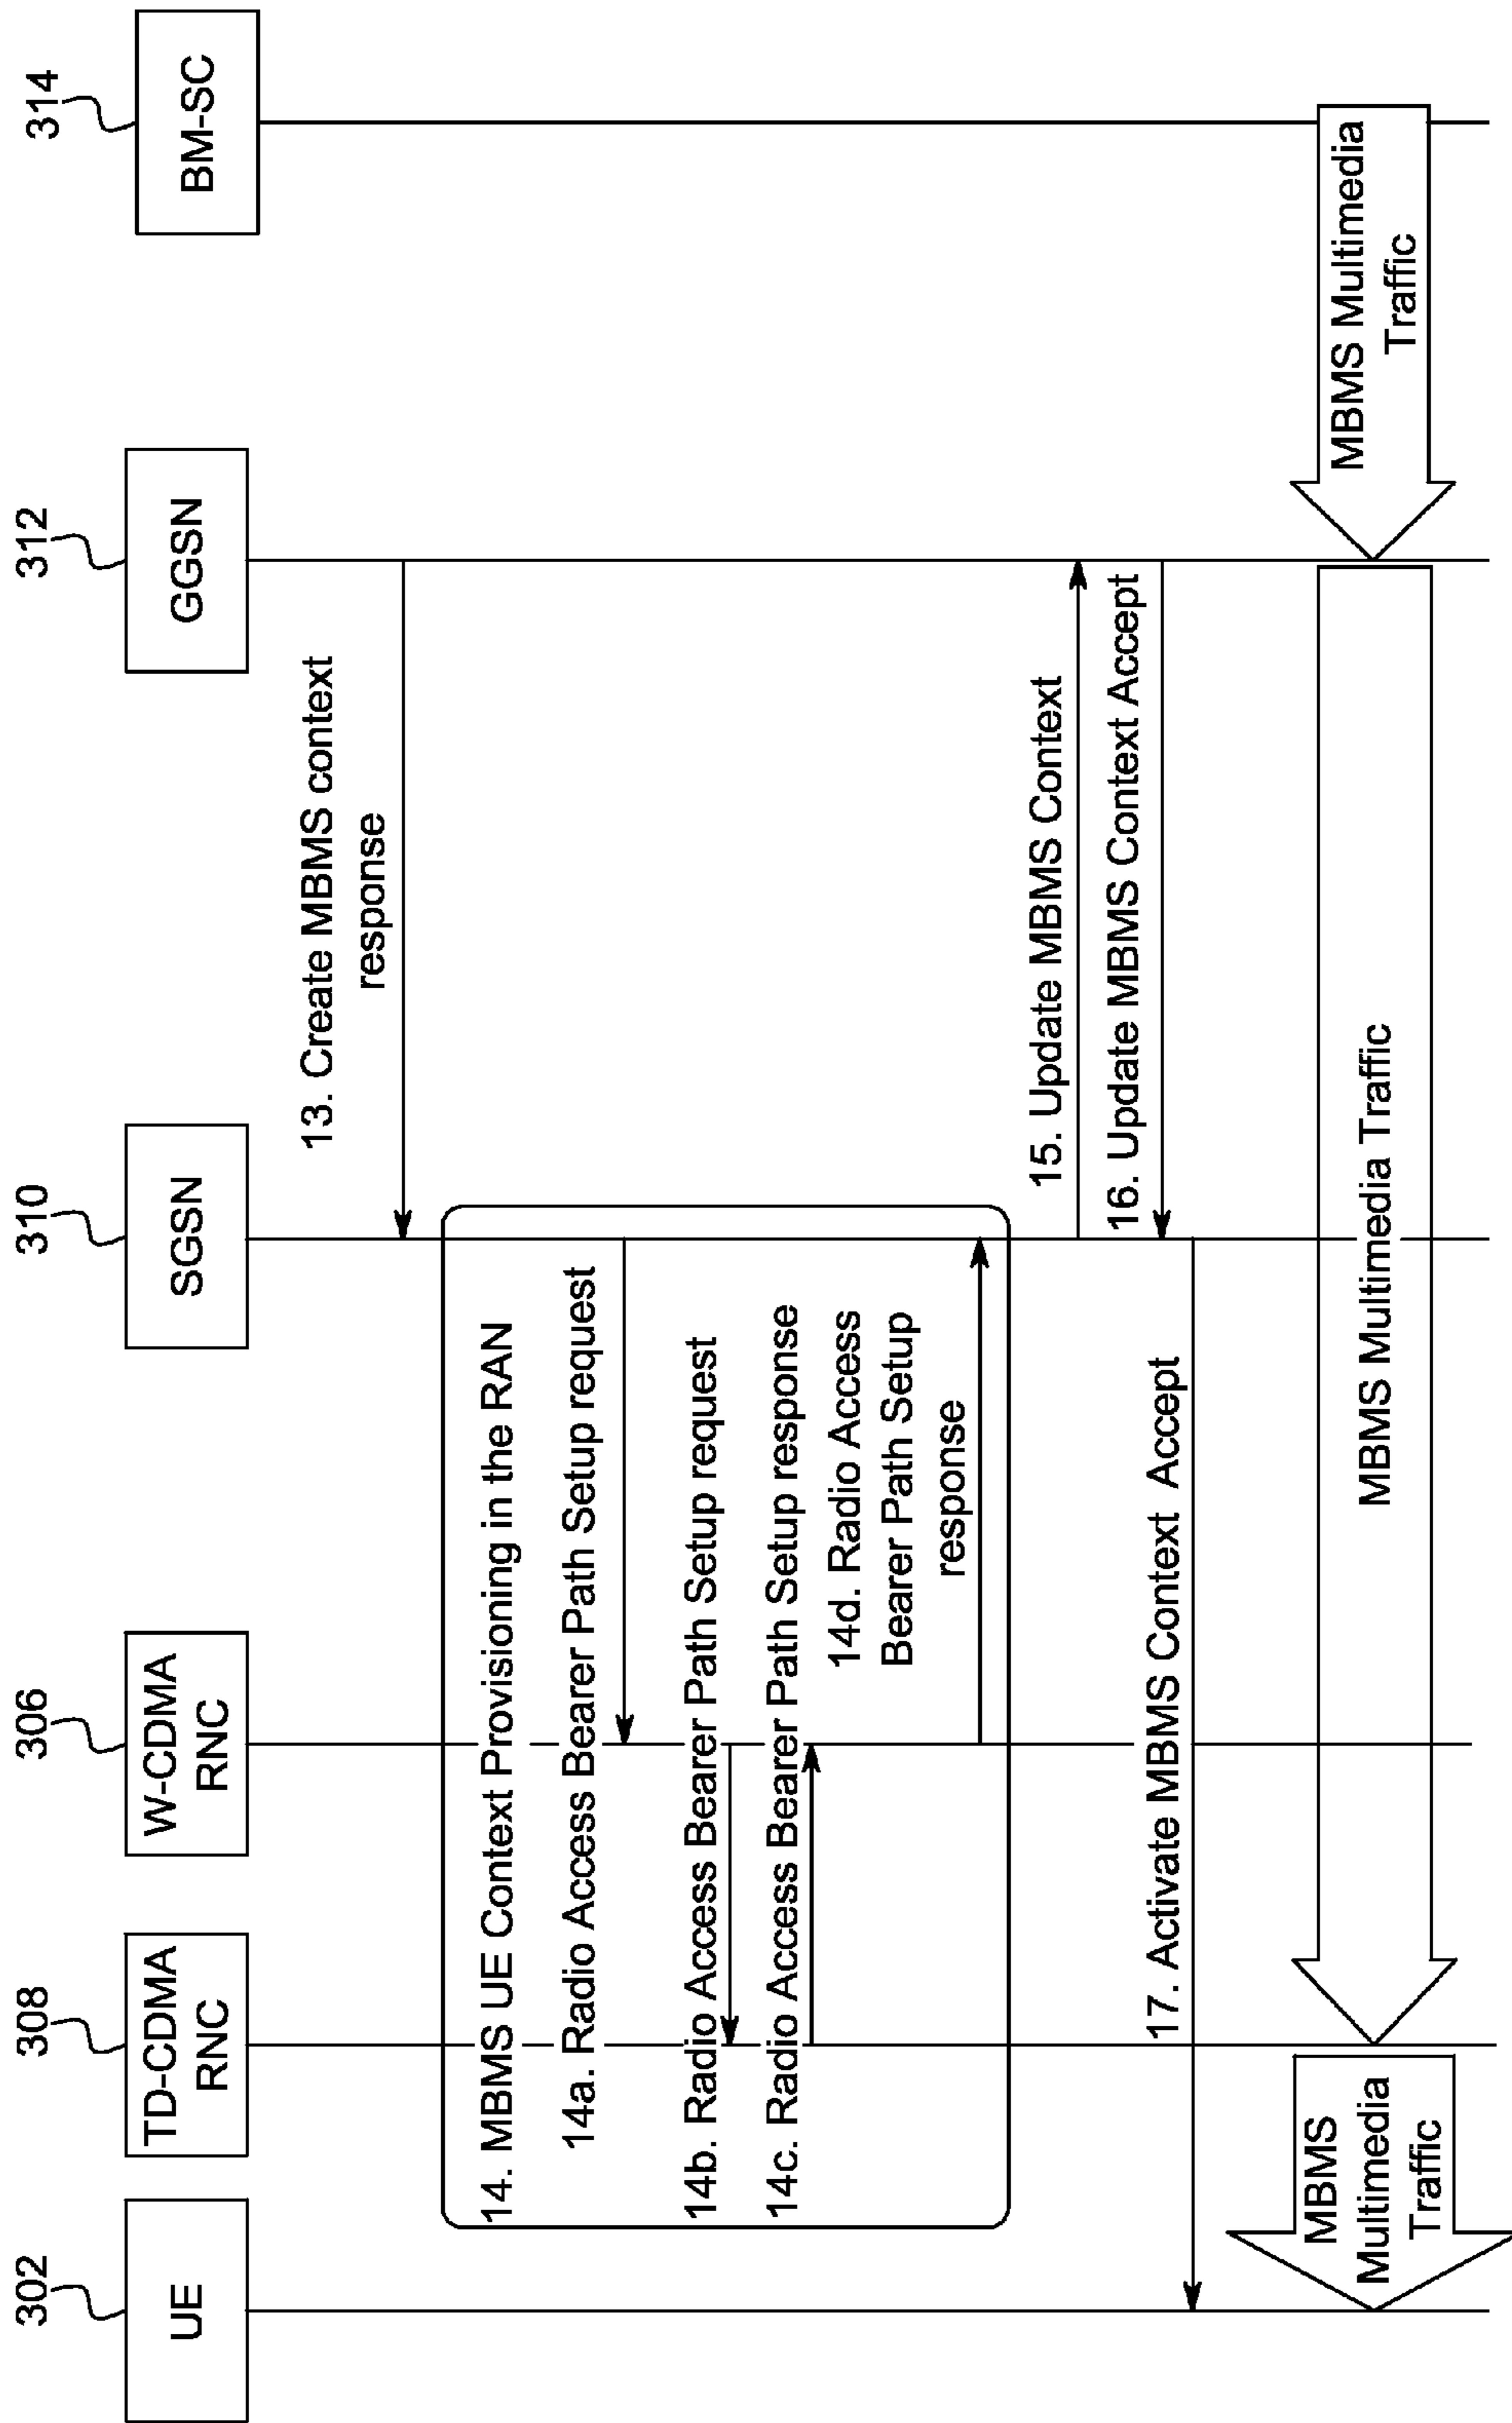 302
308
306
310
312
314
UE
TD-CDMA
RNC
W-CDMA
RNC
SGSN
GGSN
BM-SC
13. Create MBMS context
response
14. MBMS UE Context Provisioning in the RAN
14a. Radio Access Bearer Path Setup request
14b. Radio Access Bearer Path Setup request
14c. Radio Access Bearer Path Setup response
14d. Radio Access
Bearer Path Setup
response
15. Update MBMS Context
16. Update MBMS Context Accept
17. Activate MBMS Context Accept
MBMS
Multimedia
Traffic
MBMS Multimedia Traffic
MBMS Multimedia
Traffic